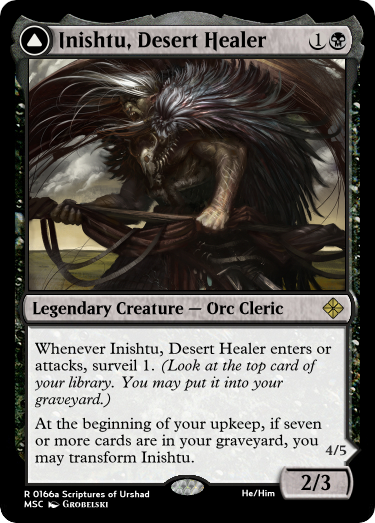 Inishtu, Desert Healer
1
Legendary Creature — Orc Cleric
Whenever Inishtu, Desert Healer enters or
attacks, surveil 1. (Look at the top card of
your library. You may put it into your
graveyard.)
At the beginning of your upkeep, if seven
or more cards are in your graveyard, you
may transform Inishtu.
4/5
2/3
R 0166a Scriptures of Urshad
He/Him
MSC GROBELSKI